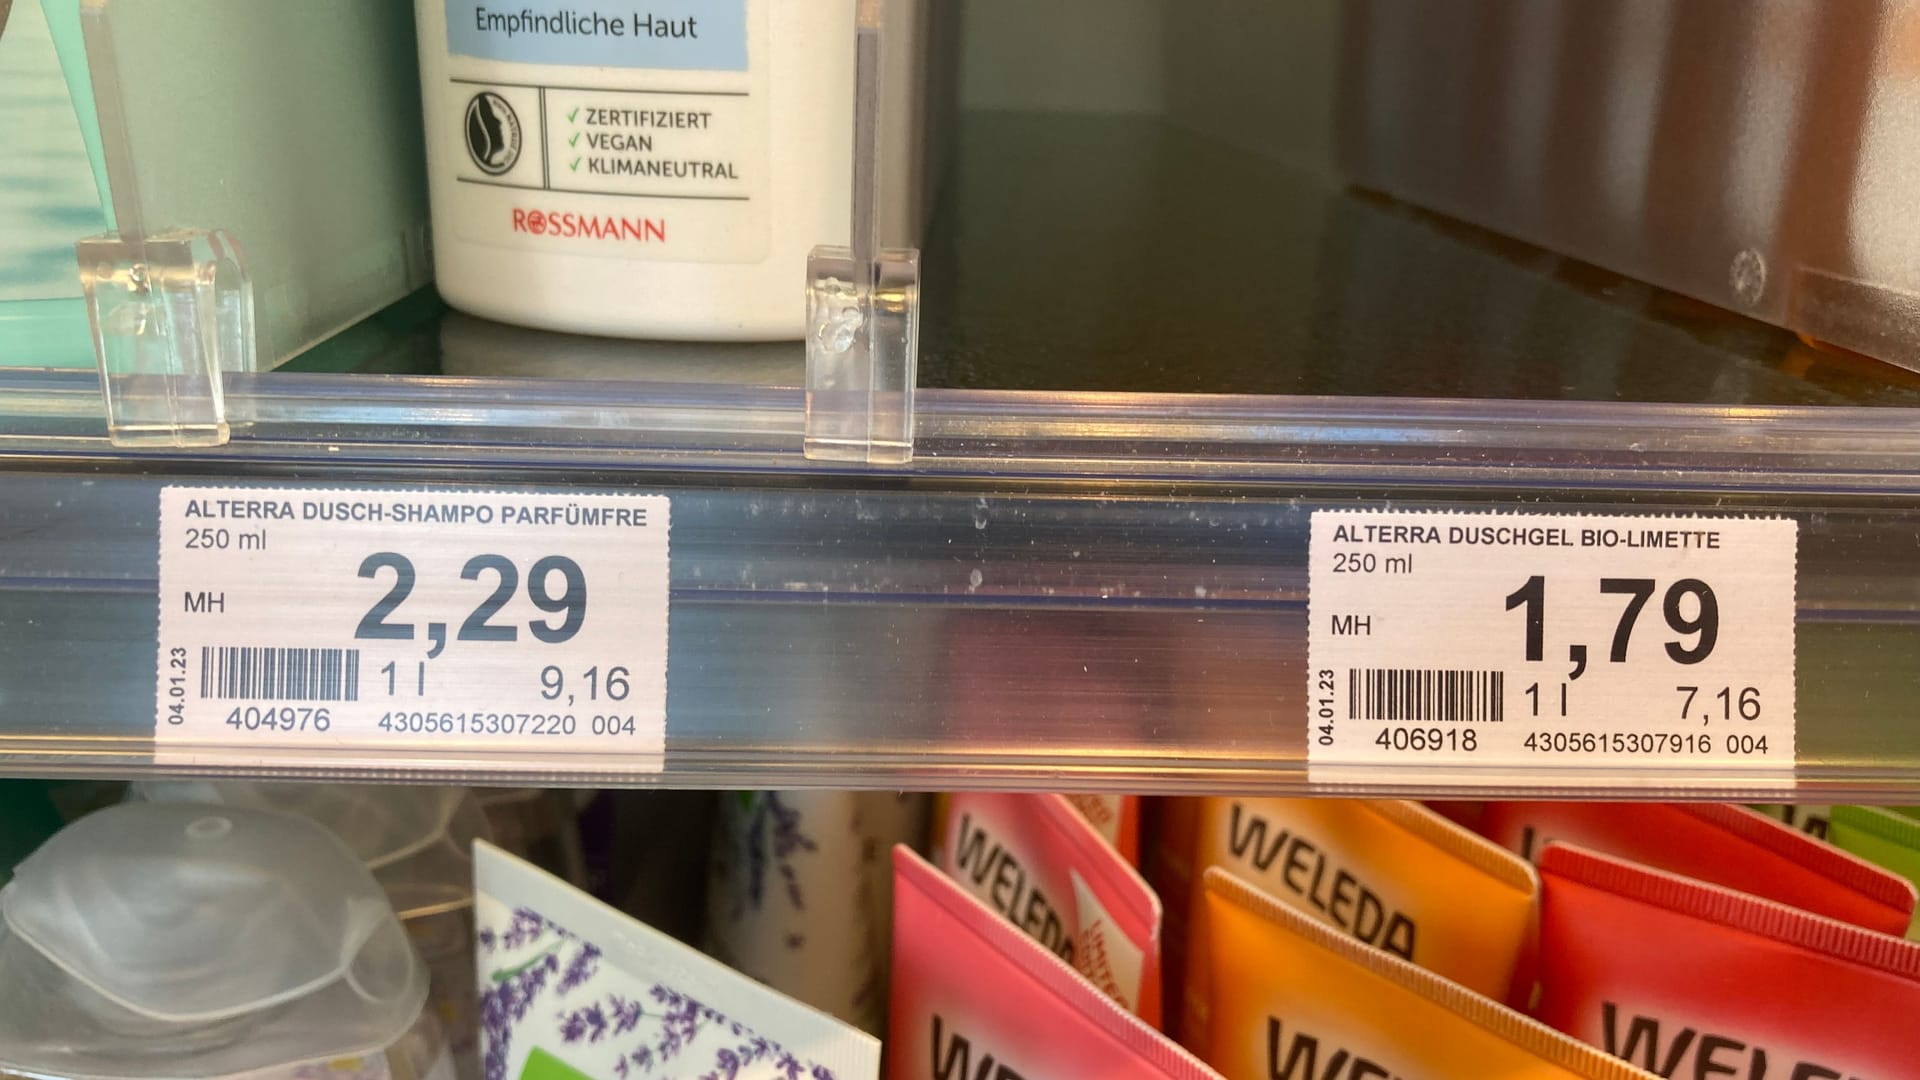 Empfindliche Haut
✓ ZERTIFIZIERT
✓ VEGAN
✓ KLIMANEUTRAL
ROSSMANN
ALTERRA DUSCH-SHAMPO PARFÜMFRE
250 ml
2,29
MH
04.01.23
1 l 9,16
404976 4305615307220 004
ALTERRA DUSCHGEL BIO-LIMETTE
250 ml
1,79
MH
04.01.23
1 l 7,16
406918 4305615307916 004
WELEDA
WELEDA
LIMITED